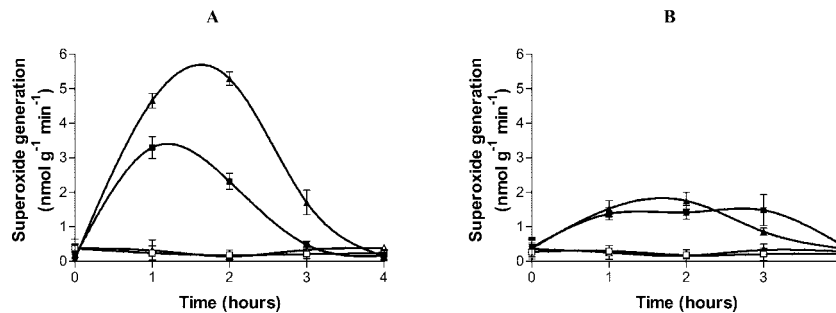 A
Superoxide generation
(nmol g⁻¹ min⁻¹)
6
5
4
3
2
1
0
0 1 2 3 4
Time (hours)
B
Superoxide generation
(nmol g⁻¹ min⁻¹)
6
5
4
3
2
1
0
0 1 2 3
Time (hours)